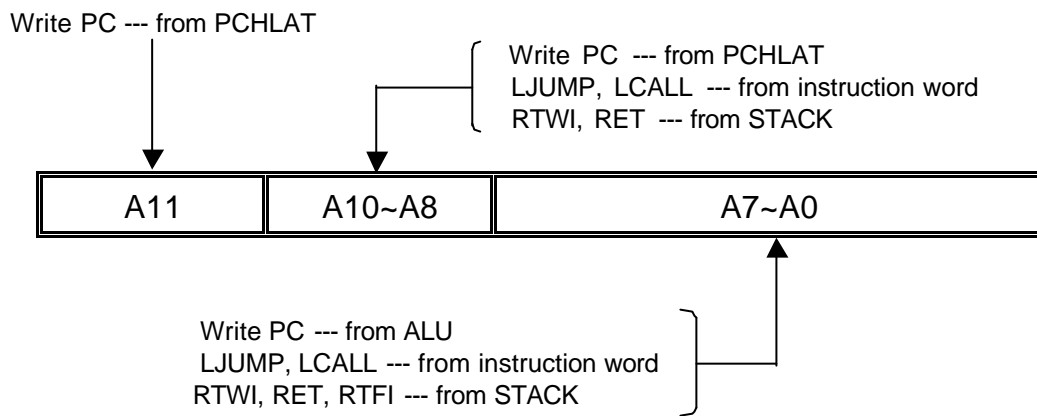 Write PC --- from PCHLAT
Write PC --- from PCHLAT
LJUMP, LCALL --- from instruction word
RTWI, RET --- from STACK
A11 A10~A8 A7~A0
Write PC --- from ALU
LJUMP, LCALL --- from instruction word
RTWI, RET, RTFI --- from STACK